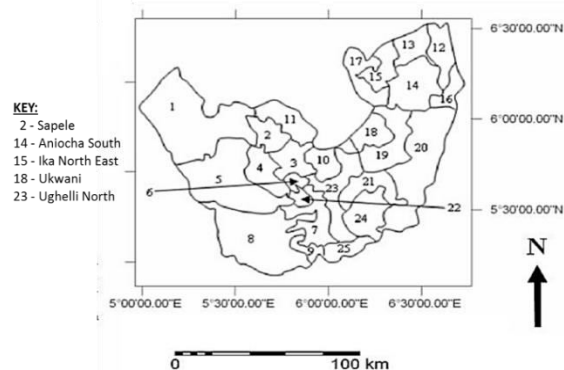 6°30'00.00"N
6°00'00.00"N
5°30'00.00"N
KEY:
2 - Sapele
14 - Aniocha South
15 - Ika North East
18 - Ukwani
23 - Ughelli North
1
2
3
4
5
6
7
8
9
10
11
12
13
14
15
16
17
18
19
20
21
22
23
24
25
5°00'00.00"E
5°30'00.00"E
6°00'00.00"E
6°30'00.00"E
N
0
100 km